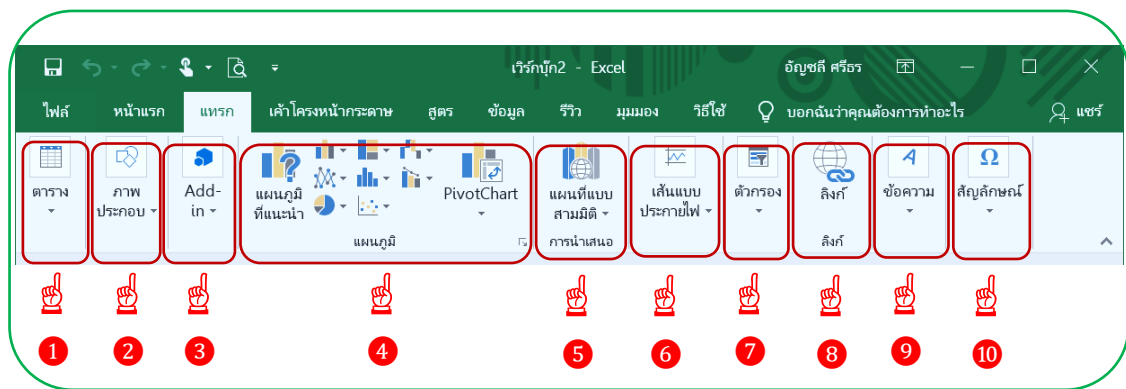 เวิร์กบุ๊ก2 - Excel อัญชลี ศรีธร
ไฟล์ หน้าแรก แทรก เค้าโครงหน้ากระดาษ สูตร ข้อมูล รีวิว มุมมอง วิธีใช้ บอกฉันว่าคุณต้องการทำอะไร แชร์
ตาราง
ภาพ
ประกอบ
Add-
in
แผนภูมิ
ที่แนะนำ
PivotChart
แผนภูมิ
แผนที่แบบ
สามมิติ
การนำเสนอ
เส้นแบบ
ประกายไฟ
ตัวกรอง
ลิงก์
ลิงก์
A
ข้อความ
Ω
สัญลักษณ์
1 2 3 4 5 6 7 8 9 10